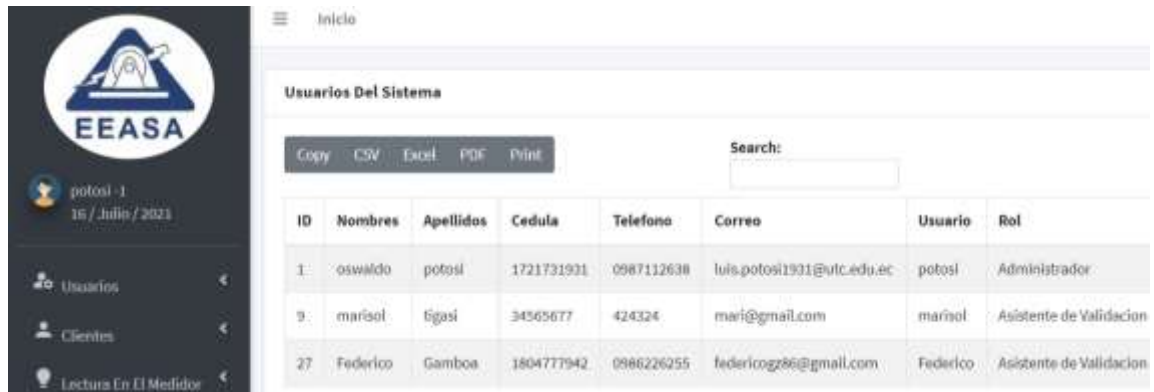 Inicio
EEASA
potosi -1
16 / Julio / 2021
Usuarios
Clientes
Lectura En El Medidor
Usuarios Del Sistema
Copy CSV Excel PDF Print
Search:
ID Nombres Apellidos Cedula Telefono Correo Usuario Rol
1 oswaldo potosi 1721731931 0987112638 luis.potosi1931@utc.edu.ec potosi Administrador
9 marisol tigasi 34565677 424324 mari@gmail.com marisol Asistente de Validacion
27 Federico Gamboa 1804777942 0986226255 federicogz86@gmail.com Federico Asistente de Validacion